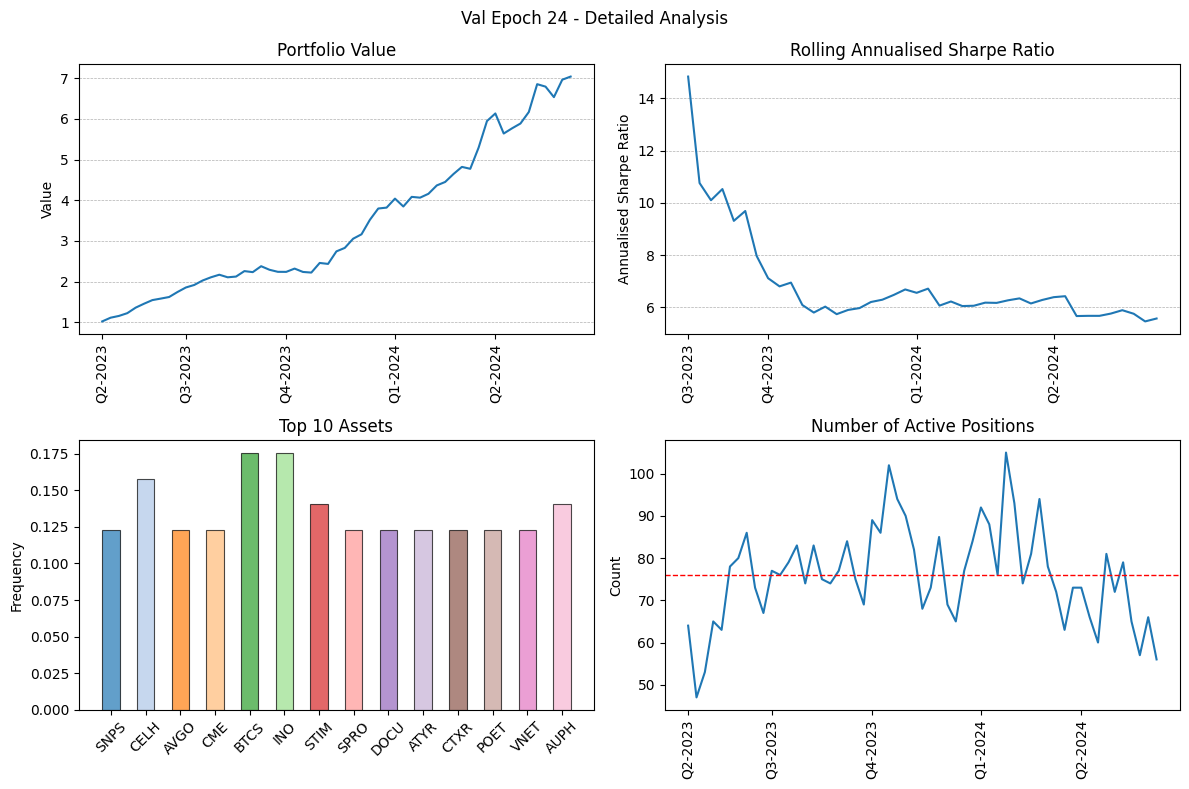 Val Epoch 24 - Detailed Analysis
Portfolio Value
Value
7
6
5
4
3
2
1
Q2-2023
Q3-2023
Q4-2023
Q1-2024
Q2-2024
Rolling Annualised Sharpe Ratio
Annualised Sharpe Ratio
14
12
10
8
6
Q3-2023
Q4-2023
Q1-2024
Q2-2024
Top 10 Assets
Frequency
0.175
0.150
0.125
0.100
0.075
0.050
0.025
0.000
SNPS
CELH
AVGO
CME
BTCS
INO
STIM
SPRO
DOCU
ATYR
CTXR
POET
VNET
AUPH
Number of Active Positions
Count
100
90
80
70
60
50
Q2-2023
Q3-2023
Q4-2023
Q1-2024
Q2-2024